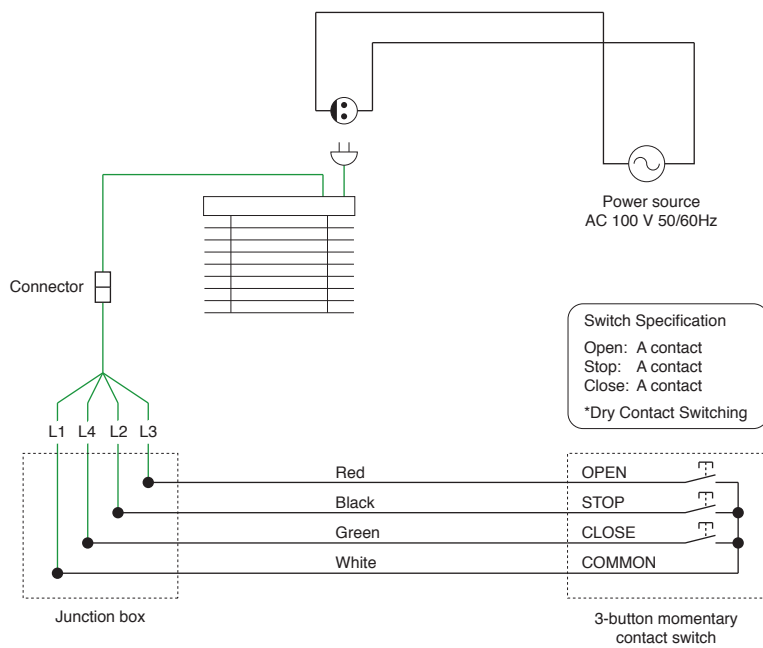 Power source
AC 100 V 50/60Hz
Connector
Switch Specification
Open: A contact
Stop: A contact
Close: A contact
*Dry Contact Switching
L1 L4 L2 L3
Red OPEN
Black STOP
Green CLOSE
White COMMON
Junction box
3-button momentary
contact switch